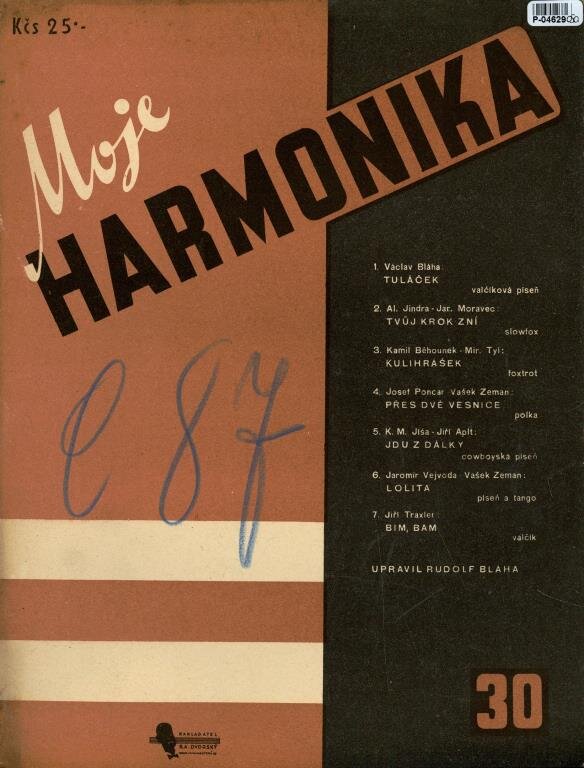 Kčs 25·-
P-04629
Moje
HARMONIKA
1. Václav Bláha:
TULÁČEK
valčíková píseň
2. Al. Jindra - Jar. Moravec:
TVŮJ KROK ZNÍ
slowfox
3. Kamil Běhounek - Mir. Tyl:
KULIHRÁŠEK
foxtrot
4. Josef Poncar Vašek Zeman:
PŘES DVĚ VESNICE
polka
5. K. M. Jíša - Jiří Aplt:
JDU Z DÁLKY
cowboyská píseň
6. Jaromír Vejvoda Vašek Zeman:
LOLITA
píseň a tango
7. Jiří Traxler:
BIM, BAM
valčík
UPRAVIL RUDOLF BLÁHA
l 87
30
NAKLADATEL
R.A. DVORSKÝ